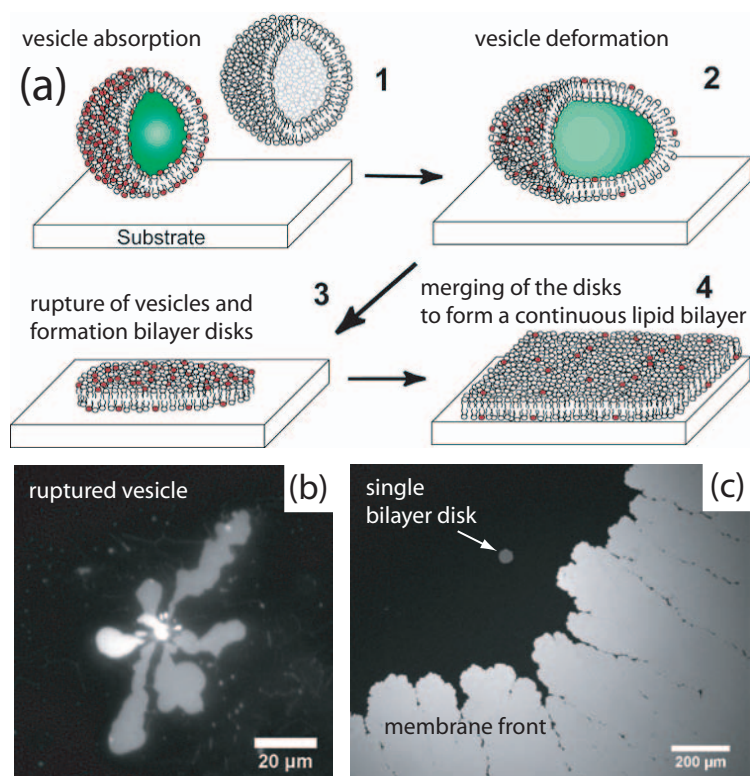 vesicle absorption
vesicle deformation
(a)
1
2
Substrate
rupture of vesicles and
formation bilayer disks
3
merging of the disks
to form a continuous lipid bilayer
4
ruptured vesicle
(b)
20 µm
single
bilayer disk
(c)
membrane front
200 µm